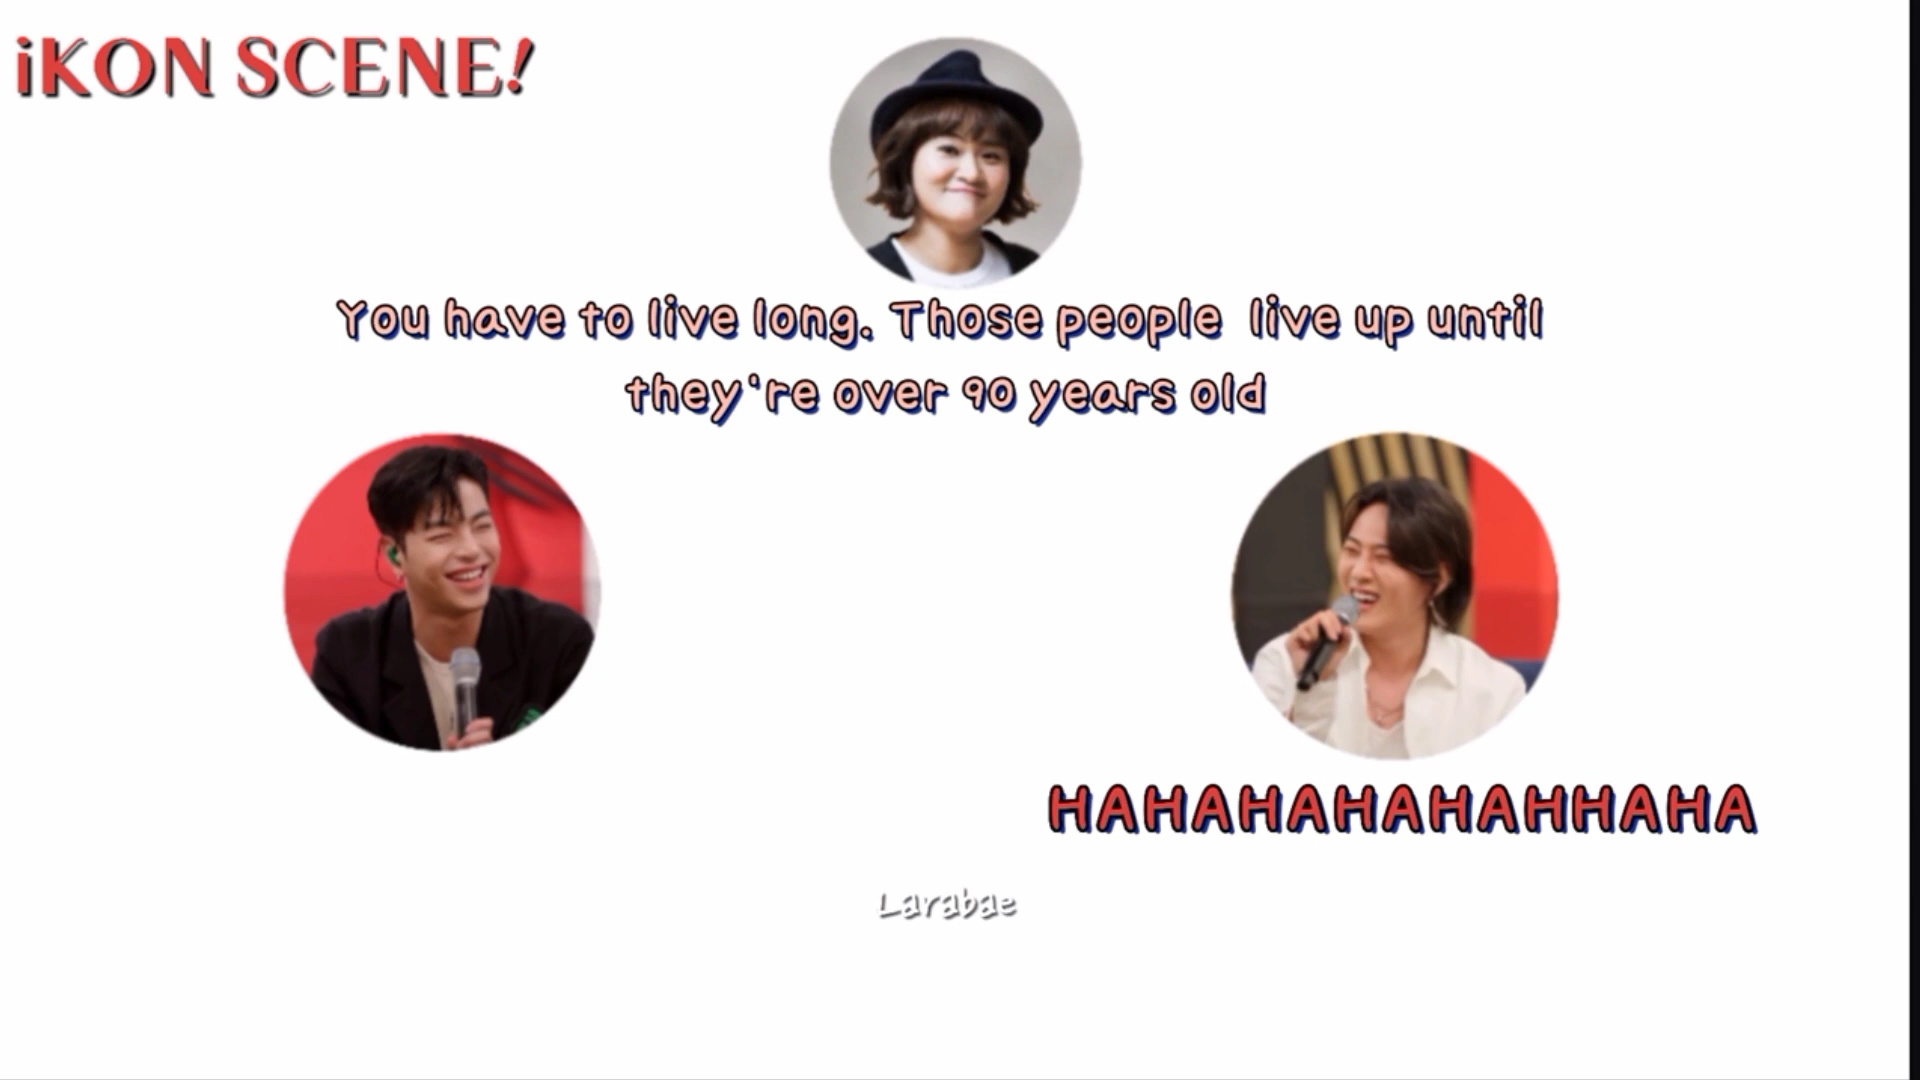 iKON SCENE!
You have to live long. Those people live up until
they're over 90 years old
HAHAHAHAHAHHAHA
Larabae